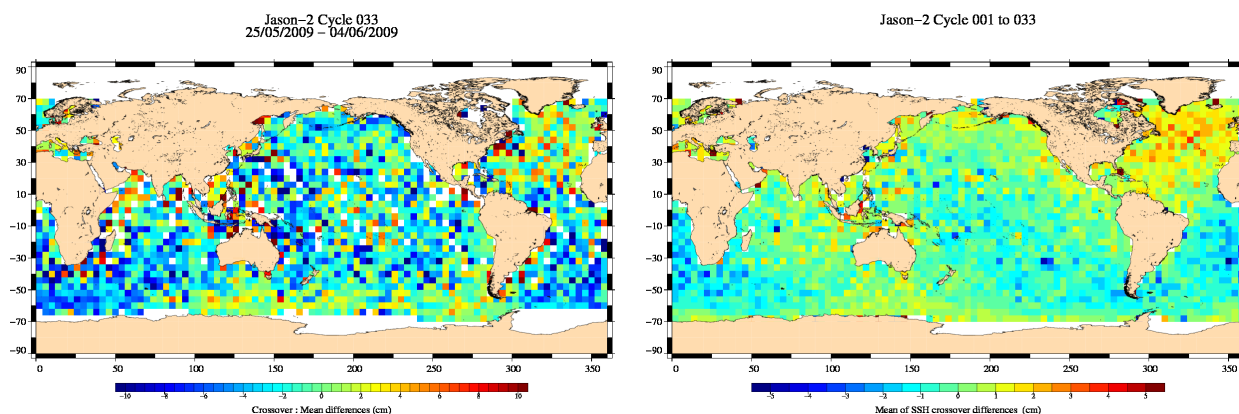 Jason−2 Cycle 033
25/05/2009 − 04/06/2009
90
70
50
30
10
−10
−30
−50
−70
−90
0 50 100 150 200 250 300 350
−10 −8 −6 −4 −2 0 2 4 6 8 10
Crossover : Mean differences (cm)
Jason−2 Cycle 001 to 033
90
70
50
30
10
−10
−30
−50
−70
−90
0 50 100 150 200 250 300 350
−5 −4 −3 −2 −1 0 1 2 3 4 5
Mean of SSH crossover differences (cm)